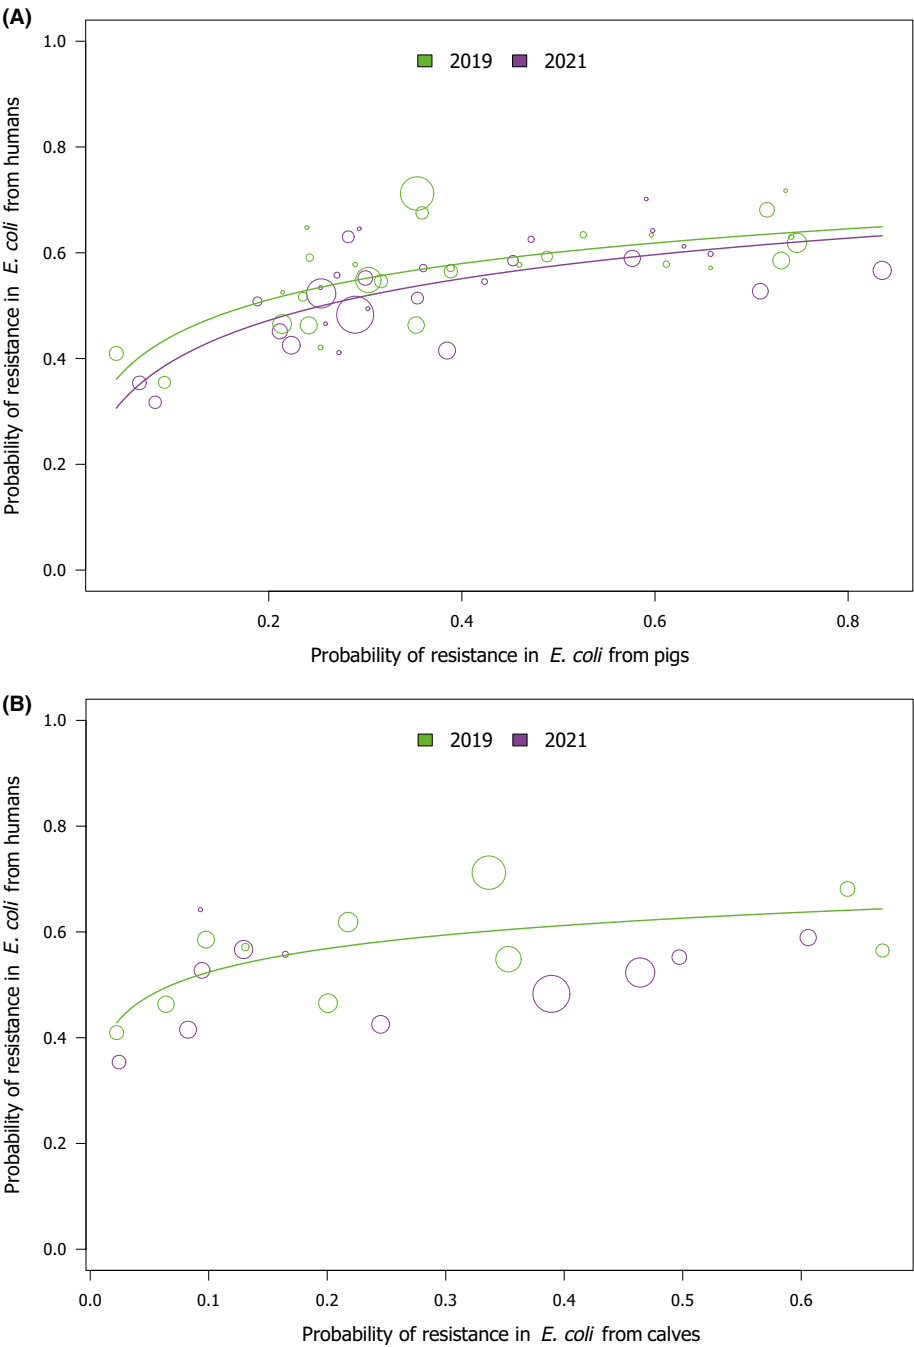 (A)
1.0
2019 2021
0.8
0.6
0.4
0.2
0.0
Probability of resistance in E. coli from humans
0.2 0.4 0.6 0.8
Probability of resistance in E. coli from pigs
(B)
1.0
2019 2021
0.8
0.6
0.4
0.2
0.0
Probability of resistance in E. coli from humans
0.0 0.1 0.2 0.3 0.4 0.5 0.6
Probability of resistance in E. coli from calves